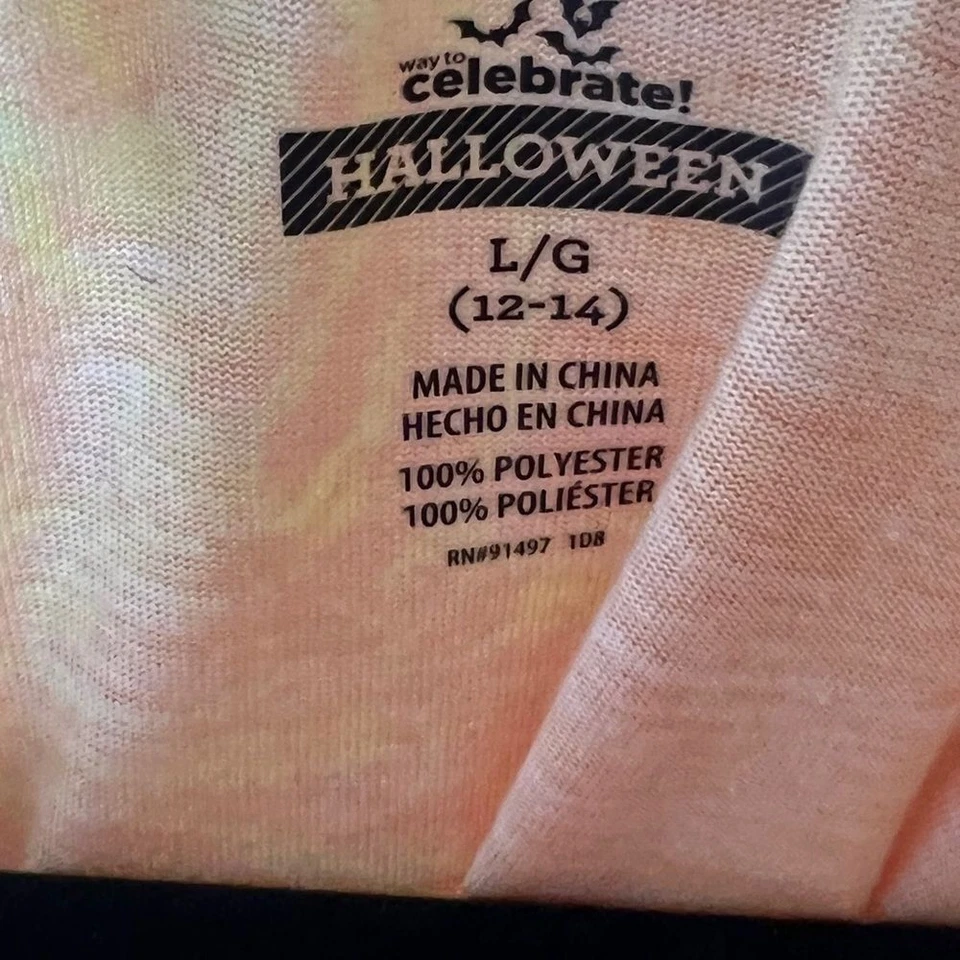 way to
celebrate!
HALLOWEEN
L/G
(12-14)
MADE IN CHINA
HECHO EN CHINA
100% POLYESTER
100% POLIÉSTER
RN#91497 1D8